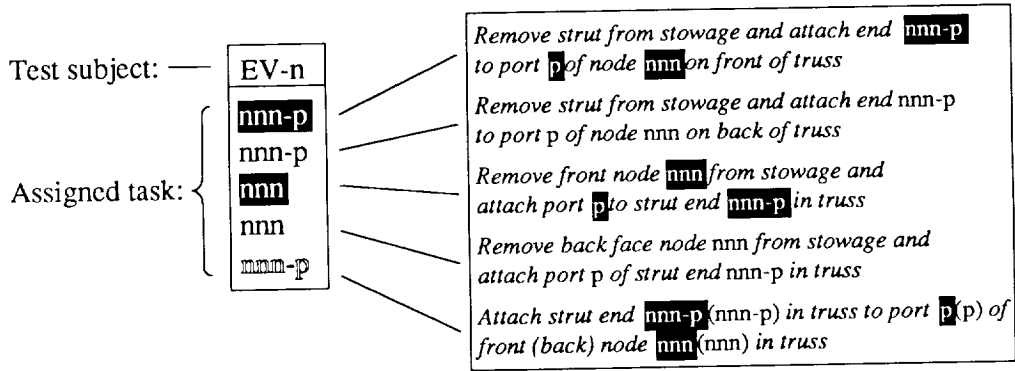 Test subject:
EV-n
Assigned task:
nnn-p
nnn-p
nnn
nnn
nnn-p
Remove strut from stowage and attach end nnn-p
to port p of node nnn on front of truss
Remove strut from stowage and attach end nnn-p
to port p of node nnn on back of truss
Remove front node nnn from stowage and
attach port p to strut end nnn-p in truss
Remove back face node nnn from stowage and
attach port p of strut end nnn-p in truss
Attach strut end nnn-p (nnn-p) in truss to port p (p) of
front (back) node nnn (nnn) in truss